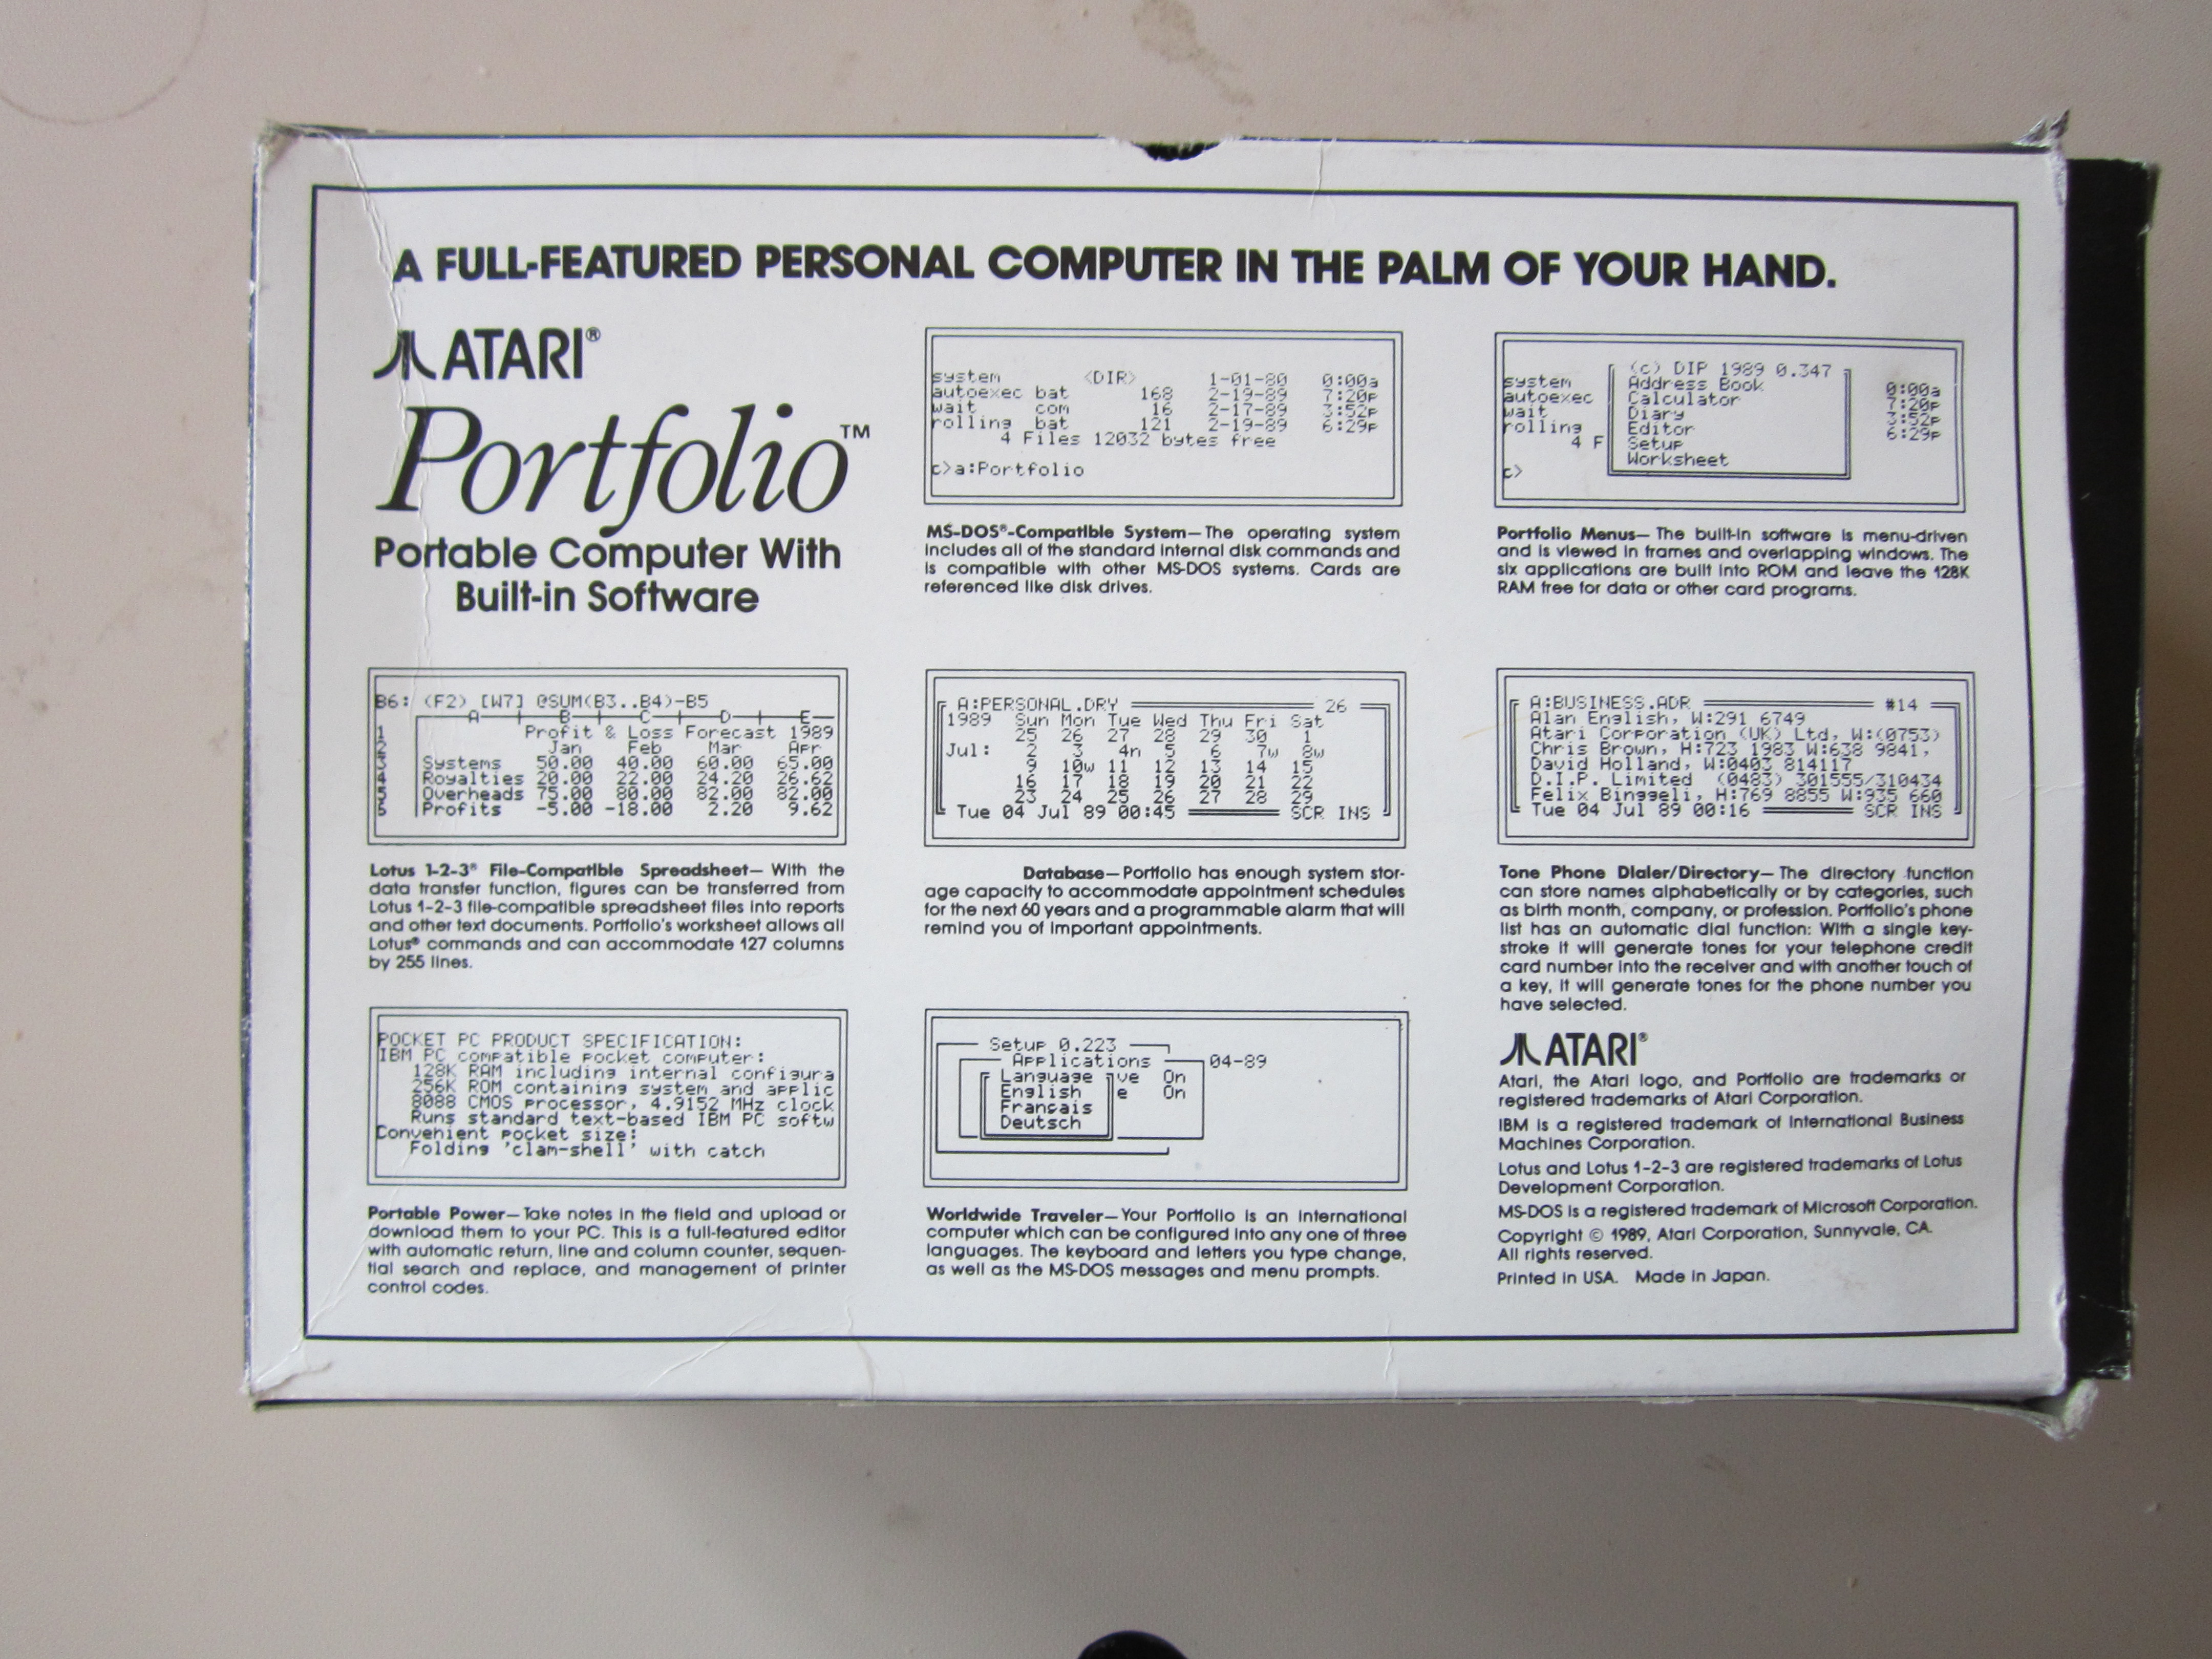 A FULL-FEATURED PERSONAL COMPUTER IN THE PALM OF YOUR HAND.
ATARI®
Portfolio™
Portable Computer With
Built-in Software
system <DIR> 1-01-80 0:00a
autoexec bat 168 2-19-89 7:20p
wait com 16 2-17-89 3:52p
rolling bat 121 2-19-89 6:29p
4 Files 12032 bytes free
c>a:Portfolio
MS-DOS®-Compatible System—The operating system
includes all of the standard internal disk commands and
is compatible with other MS-DOS systems. Cards are
referenced like disk drives.
(c) DIP 1989 0.347
system Address Book 0:00a
autoexec Calculator 7:20p
wait Diary 3:52p
rolling Editor 6:29p
4 F Setup
Worksheet
c>
Portfolio Menus— The built-in software is menu-driven
and is viewed in frames and overlapping windows. The
six applications are built into ROM and leave the 128K
RAM free for data or other card programs.
B6: (F2) [W7] @SUM(B3..B4)-B5
A B C D E
1 Profit & Loss Forecast 1989
2 Jan Feb Mar Apr
3 Systems 50.00 40.00 60.00 65.00
4 Royalties 20.00 22.00 24.20 26.62
5 Overheads 75.00 80.00 82.00 82.00
Profits -5.00 -18.00 2.20 9.62
Lotus 1-2-3® File-Compatible Spreadsheet— With the
data transfer function, figures can be transferred from
Lotus 1-2-3 file-compatible spreadsheet files into reports
and other text documents. Portfolio's worksheet allows all
Lotus® commands and can accommodate 127 columns
by 255 lines.
A:PERSONAL.DRY 26
1989 Sun Mon Tue Wed Thu Fri Sat
25 26 27 28 29 30 1
Jul: 2 3 4n 5 6 7w 8w
9 10w 11 12 13 14 15
16 17 18 19 20 21 22
23 24 25 26 27 28 29
Tue 04 Jul 89 00:45 SCR INS
Database—Portfolio has enough system stor-
age capacity to accommodate appointment schedules
for the next 60 years and a programmable alarm that will
remind you of important appointments.
A:BUSINESS.ADR #14
Alan English, W:291 6749
Atari Corporation (UK) Ltd, W:(0753)
Chris Brown, H:723 1983 W:638 9841,
David Holland, W:0403 814117
D.I.P. Limited (0483) 301555/310434
Felix Binggeli, H:769 8855 W:935 660
Tue 04 Jul 89 00:16 SCR INS
Tone Phone Dialer/Directory—The directory function
can store names alphabetically or by categories, such
as birth month, company, or profession. Portfolio's phone
list has an automatic dial function: With a single key-
stroke it will generate tones for your telephone credit
card number into the receiver and with another touch of
a key, it will generate tones for the phone number you
have selected.
POCKET PC PRODUCT SPECIFICATION:
IBM PC compatible pocket computer:
128K RAM including internal configura
256K ROM containing system and applic
8088 CMOS processor, 4.9152 MHz clock
Runs standard text-based IBM PC softw
Convenient pocket size:
Folding 'clam-shell' with catch
Portable Power—Take notes in the field and upload or
download them to your PC. This is a full-featured editor
with automatic return, line and column counter, sequen-
tial search and replace, and management of printer
control codes.
Setup 0.223
Applications 04-89
Language ve On
English e On
Francais
Deutsch
Worldwide Traveler—Your Portfolio is an international
computer which can be configured into any one of three
languages. The keyboard and letters you type change,
as well as the MS-DOS messages and menu prompts.
ATARI®
Atari, the Atari logo, and Portfolio are trademarks or
registered trademarks of Atari Corporation.
IBM is a registered trademark of International Business
Machines Corporation.
Lotus and Lotus 1-2-3 are registered trademarks of Lotus
Development Corporation.
MS-DOS is a registered trademark of Microsoft Corporation.
Copyright © 1989, Atari Corporation, Sunnyvale, CA.
All rights reserved.
Printed in USA. Made in Japan.